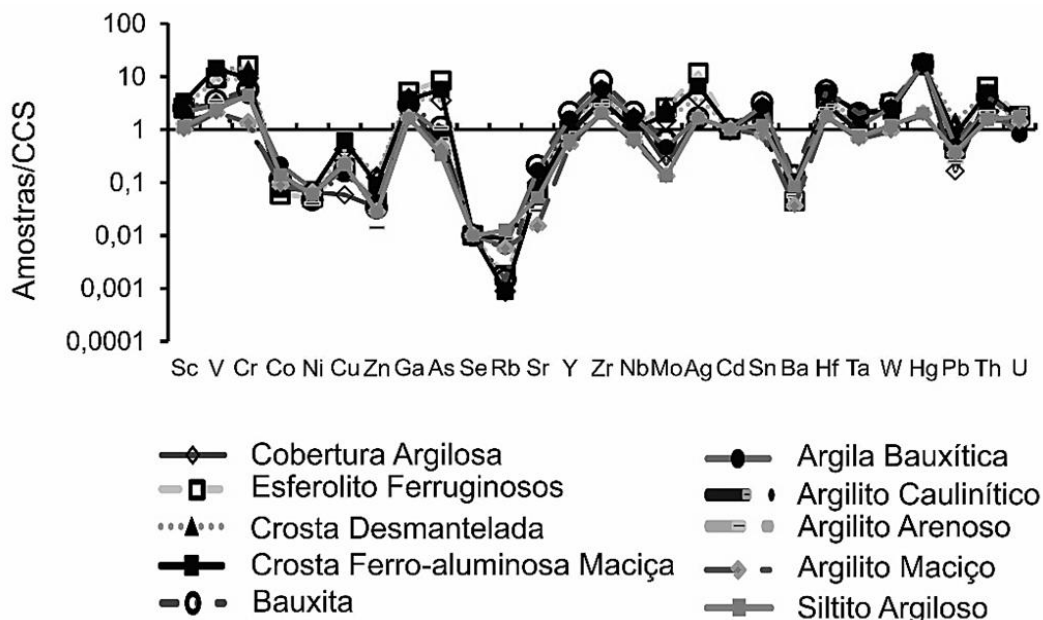 100
10
1
0,1
0,01
0,001
0,0001
Amostras/CCS
Sc V Cr Co Ni Cu Zn Ga As Se Rb Sr Y Zr Nb Mo Ag Cd Sn Ba Hf Ta W Hg Pb Th U
Cobertura Argilosa
Esferolito Ferruginosos
Crosta Desmantelada
Crosta Ferro-aluminosa Maciça
Bauxita
Argila Bauxítica
Argilito Caulinítico
Argilito Arenoso
Argilito Maciço
Siltito Argiloso